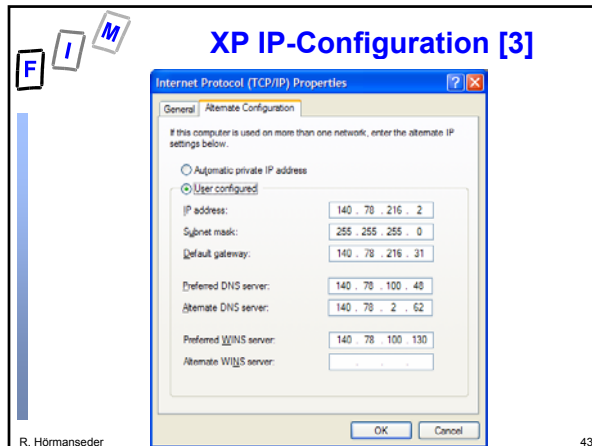 F I M
XP IP-Configuration [3]
Internet Protocol (TCP/IP) Properties
General Alternate Configuration
If this computer is used on more than one network, enter the alternate IP
settings below.
Automatic private IP address
User configured
IP address: 140 . 78 . 216 . 2
Subnet mask: 255 . 255 . 255 . 0
Default gateway: 140 . 78 . 216 . 31
Preferred DNS server: 140 . 78 . 100 . 48
Alternate DNS server: 140 . 78 . 2 . 62
Preferred WINS server: 140 . 78 . 100 . 130
Alternate WINS server: . . .
OK Cancel
R. Hörmanseder 43